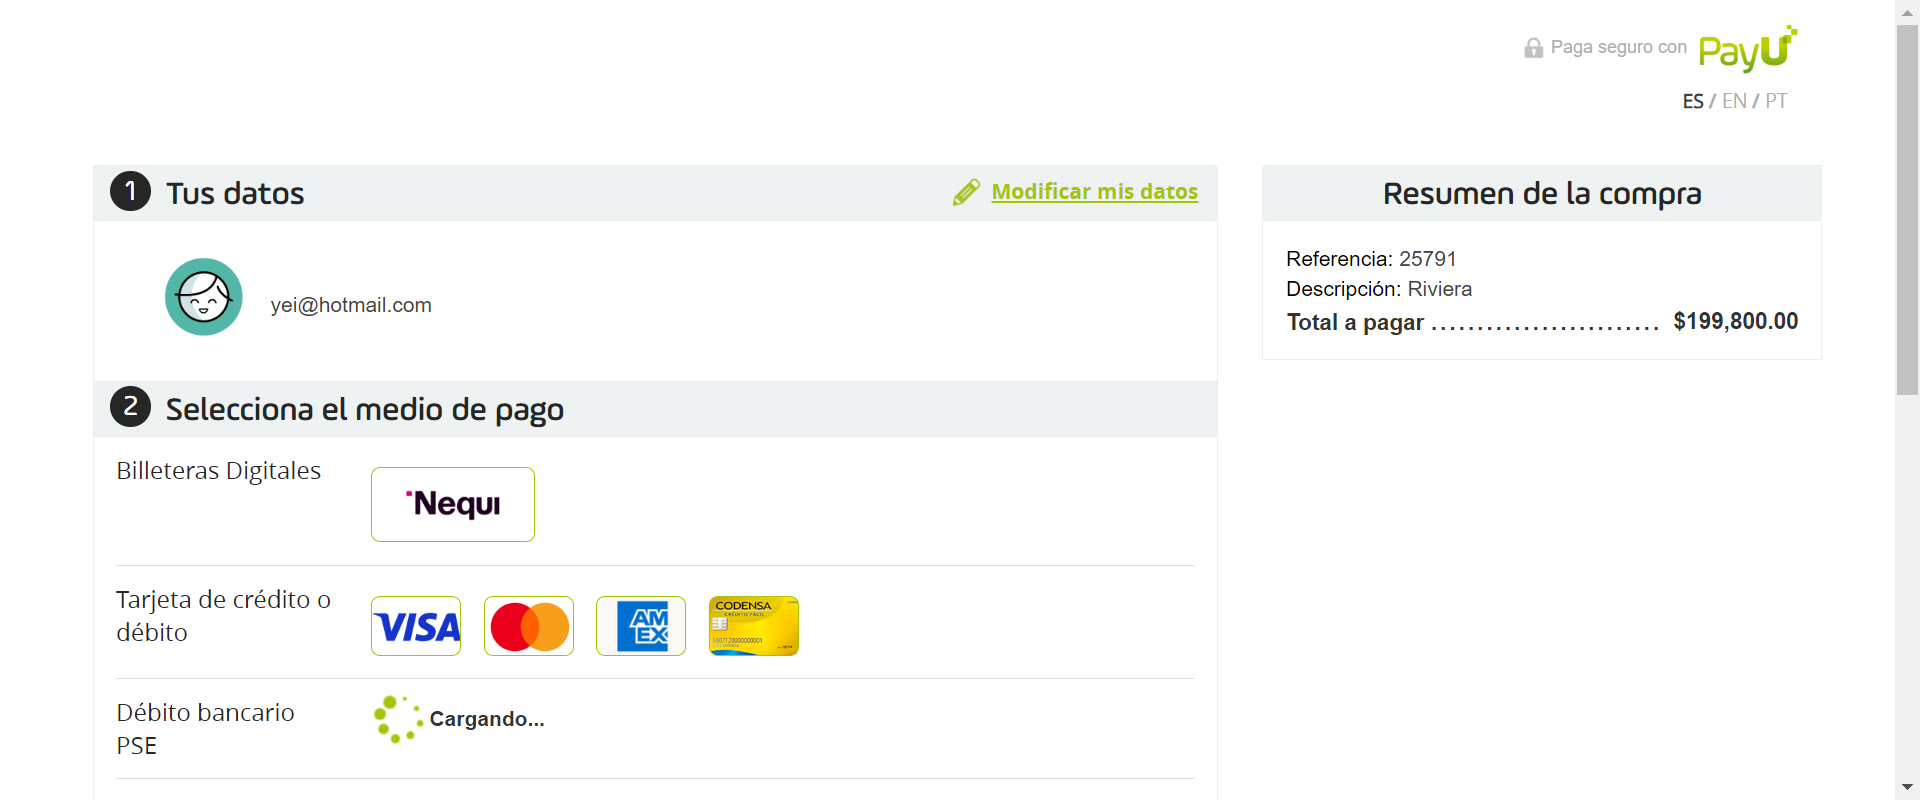 Paga seguro con PayU
ES / EN / PT
1 Tus datos
Modificar mis datos
yei@hotmail.com
2 Selecciona el medio de pago
Billeteras Digitales
Nequi
Tarjeta de crédito o
débito
VISA
AM
EX
CODENSA
CRÉDITO FÁCIL
Débito bancario
PSE
Cargando...
Resumen de la compra
Referencia: 25791
Descripción: Riviera
Total a pagar ......................... $199,800.00